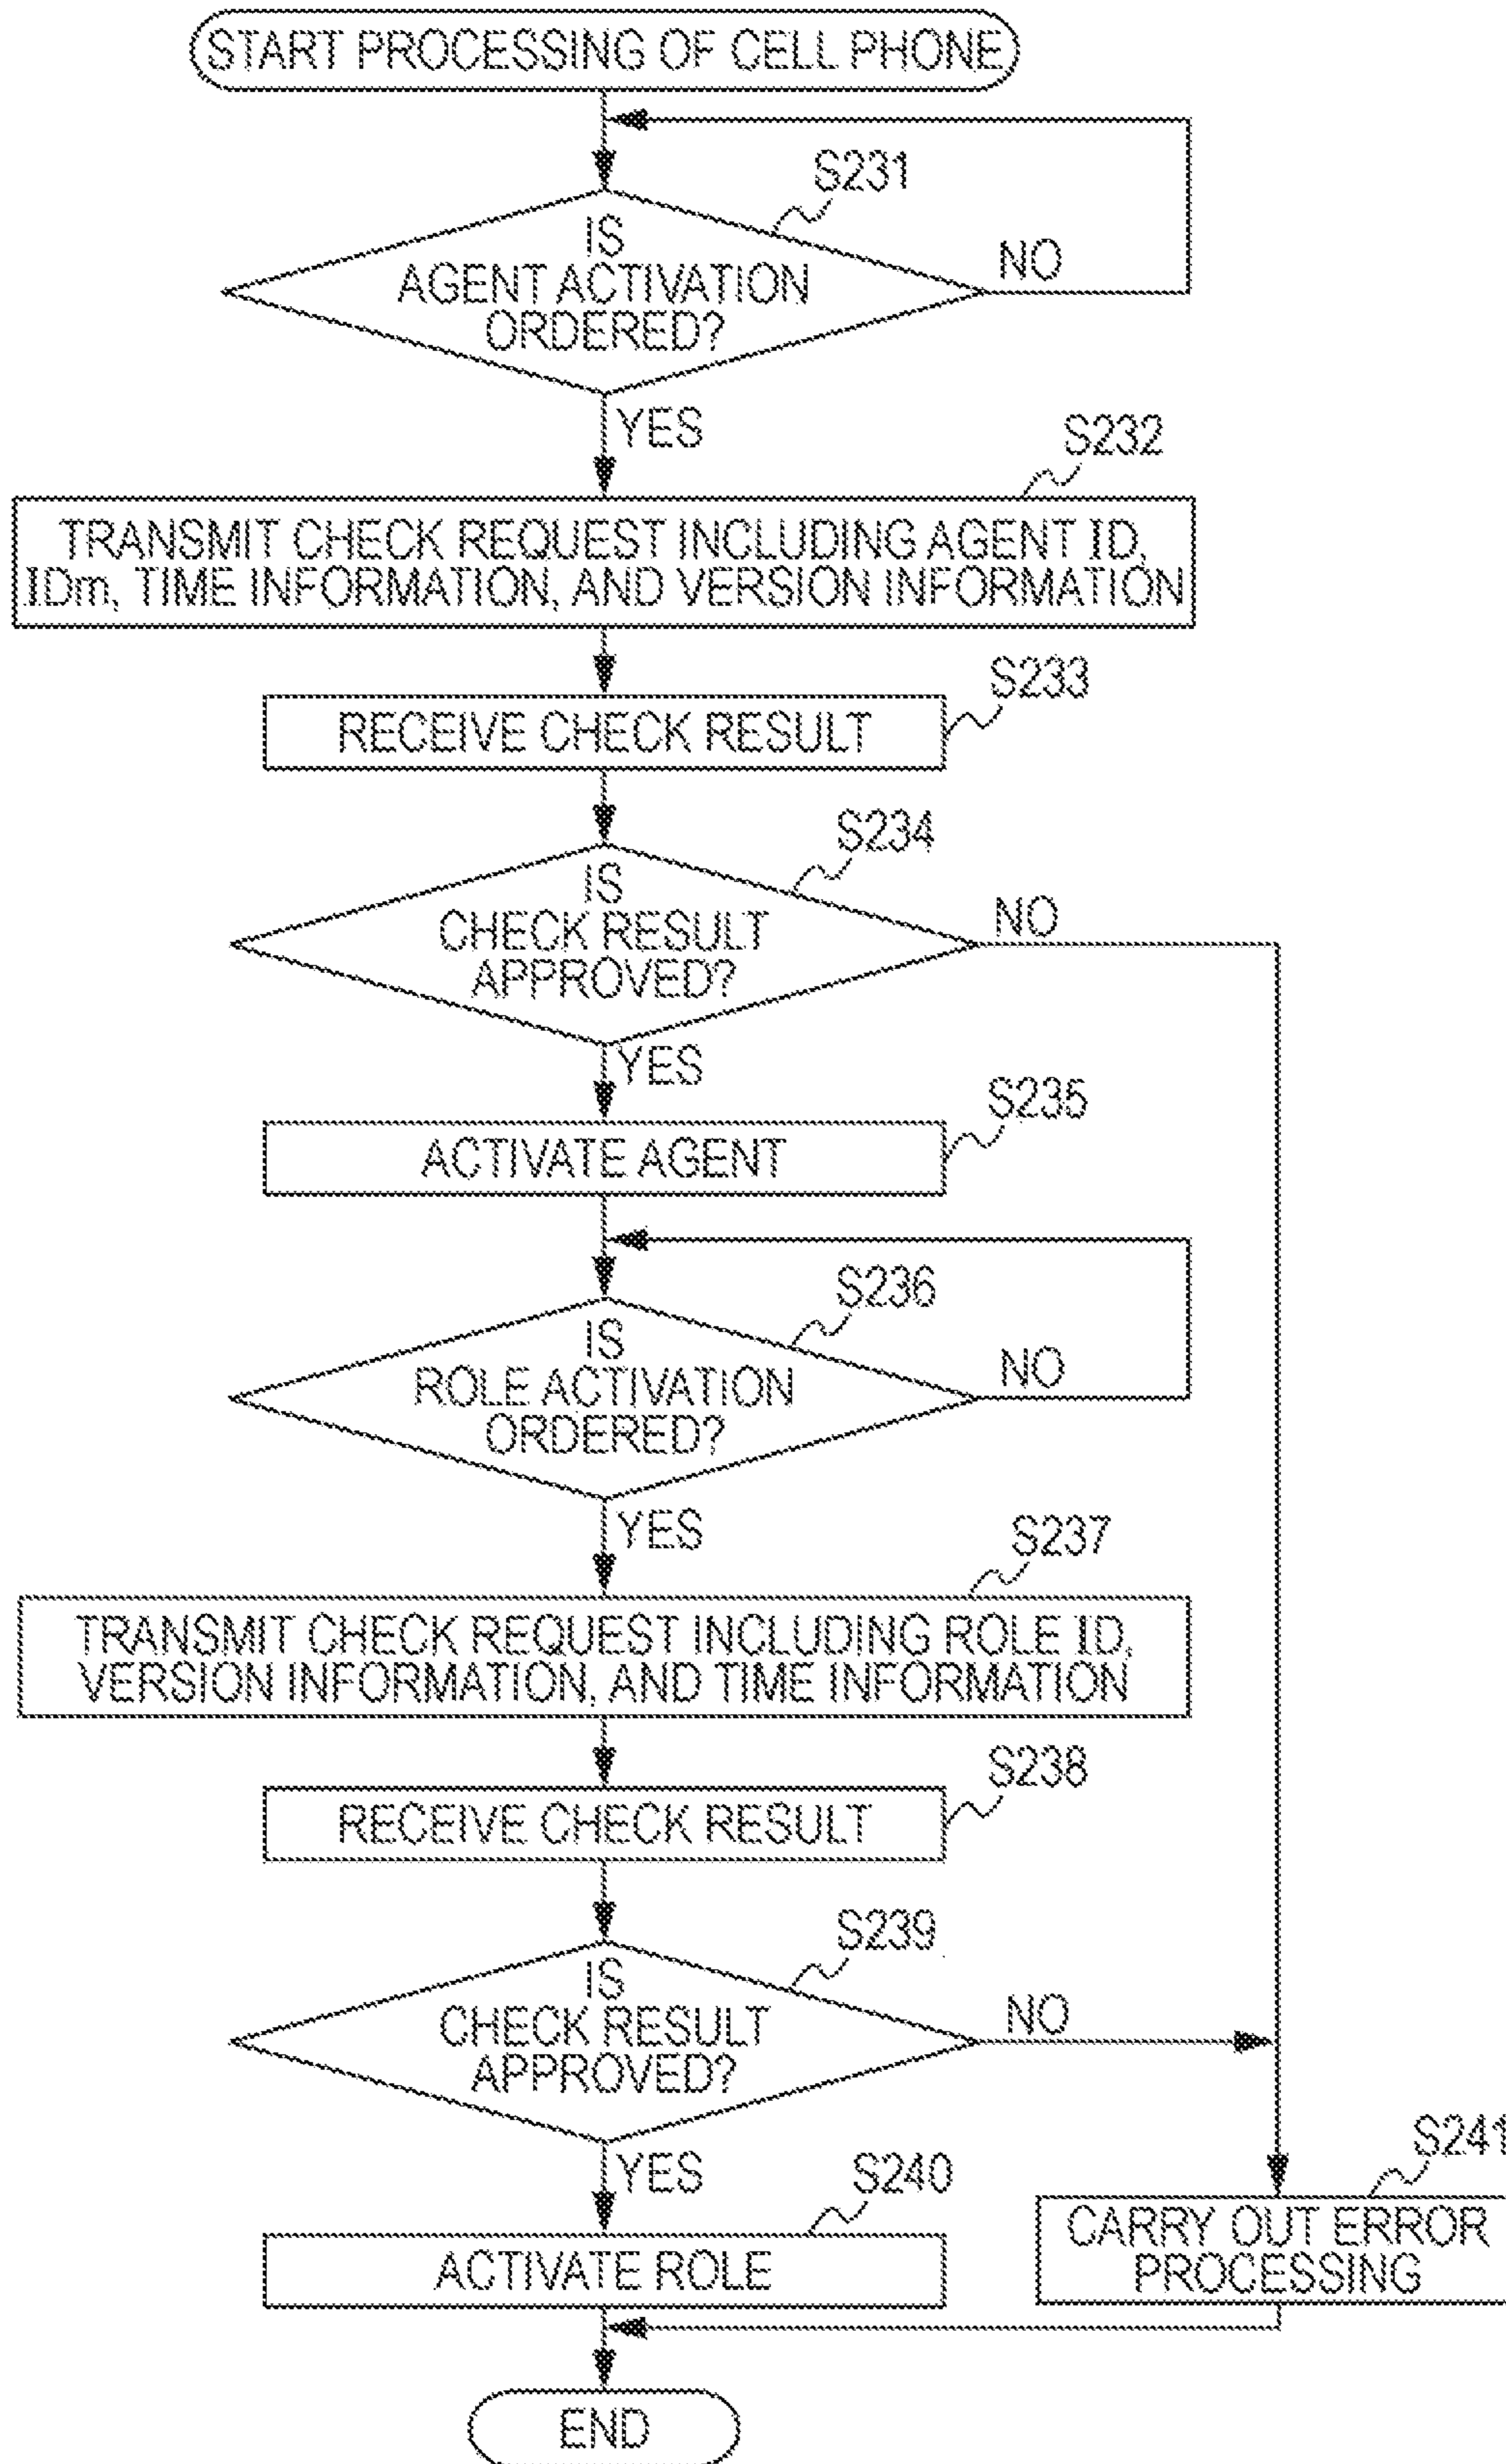 START PROCESSING OF CELL PHONE
S231
IS
AGENT ACTIVATION
ORDERED?
NO
YES
S232
TRANSMIT CHECK REQUEST INCLUDING AGENT ID,
IDm, TIME INFORMATION, AND VERSION INFORMATION
S233
RECEIVE CHECK RESULT
S234
IS
CHECK RESULT
APPROVED?
NO
YES
S235
ACTIVATE AGENT
S236
IS
ROLE ACTIVATION
ORDERED?
NO
YES
S237
TRANSMIT CHECK REQUEST INCLUDING ROLE ID,
VERSION INFORMATION, AND TIME INFORMATION
S238
RECEIVE CHECK RESULT
S239
IS
CHECK RESULT
APPROVED?
NO
YES
S240
ACTIVATE ROLE
S241
CARRY OUT ERROR
PROCESSING
END